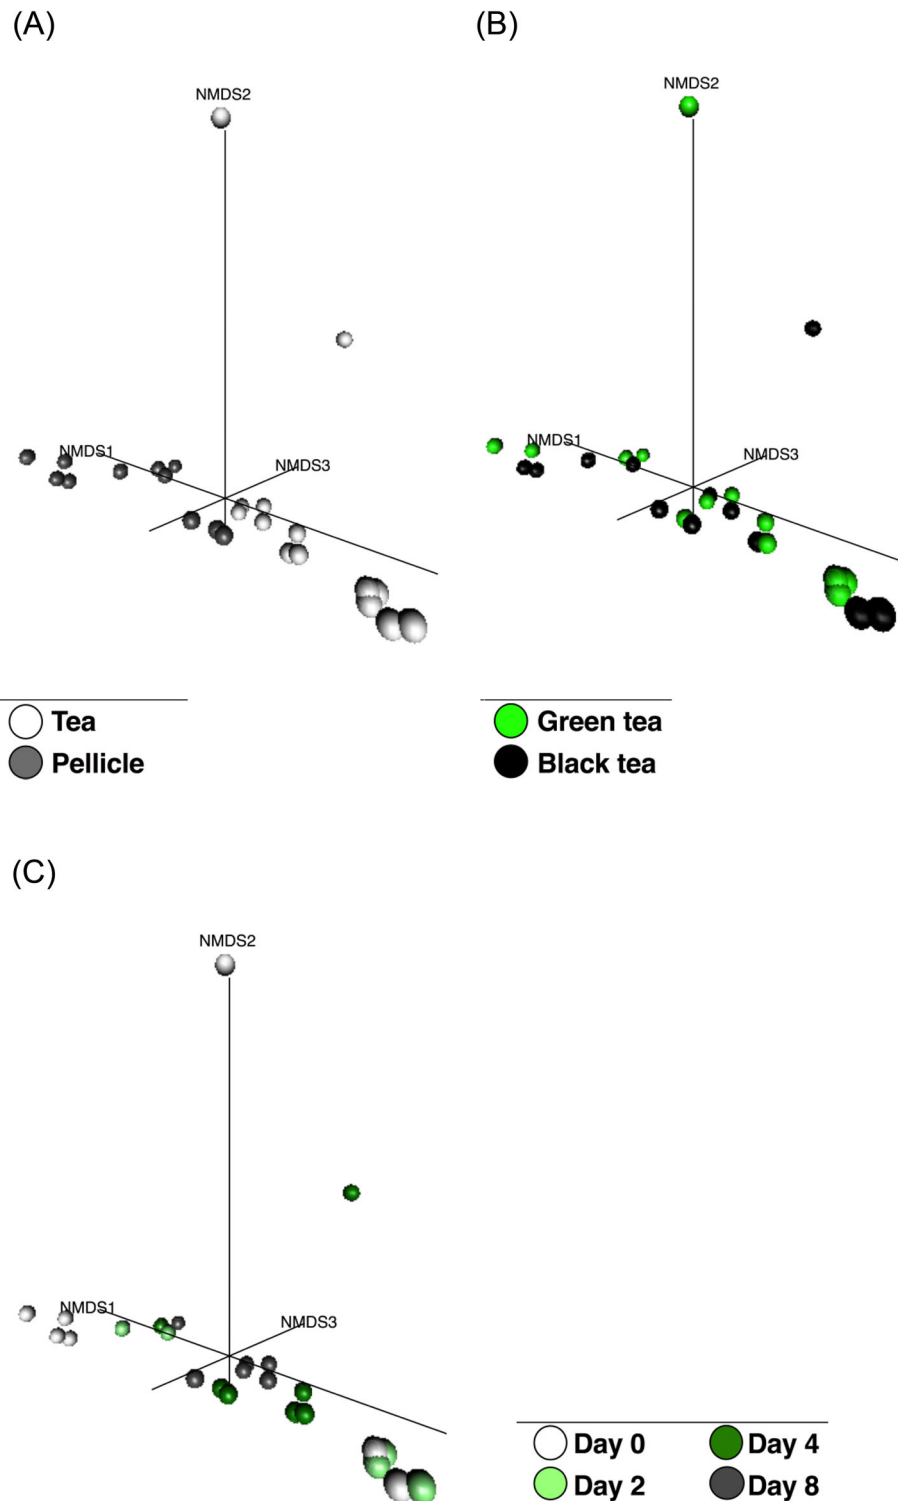 (A)
NMDS2
NMDS1
NMDS3
Tea
Pellicle
(B)
NMDS2
NMDS1
NMDS3
Green tea
Black tea
(C)
NMDS2
NMDS1
NMDS3
Day 0
Day 4
Day 2
Day 8